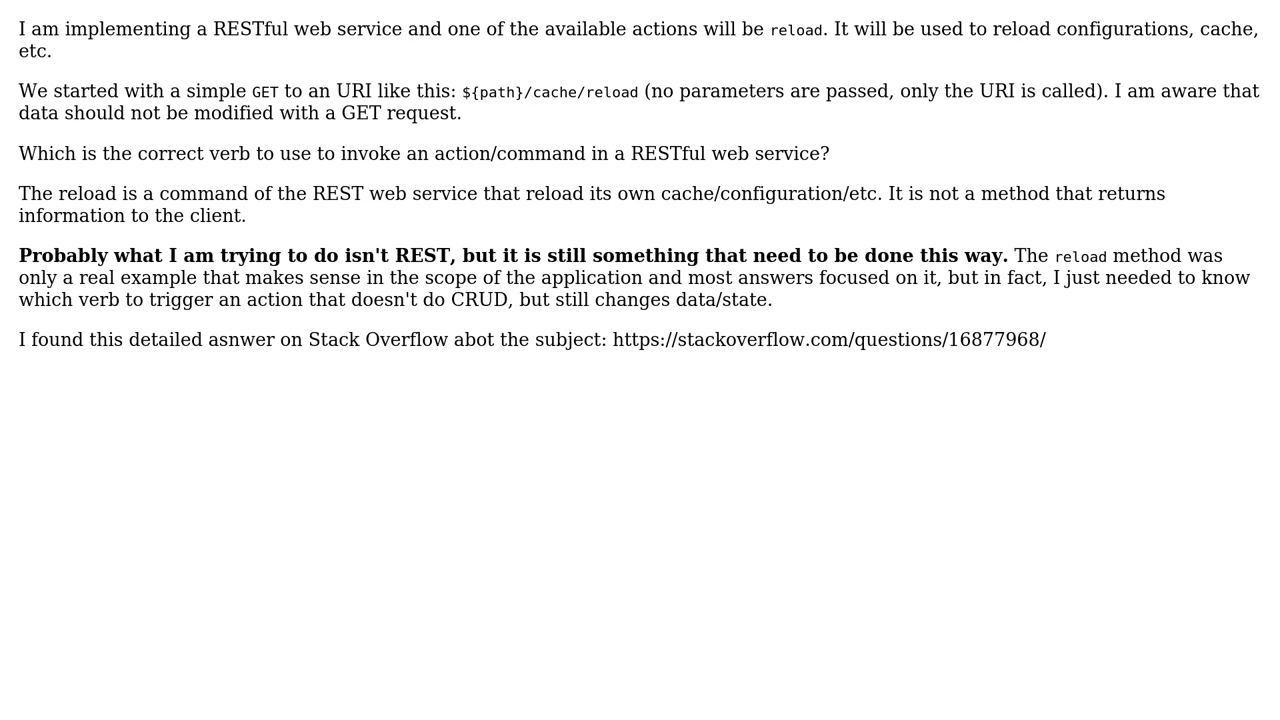 I am implementing a RESTful web service and one of the available actions will be reload. It will be used to reload configurations, cache,
etc.
We started with a simple GET to an URI like this: ${path}/cache/reload (no parameters are passed, only the URI is called). I am aware that
data should not be modified with a GET request.
Which is the correct verb to use to invoke an action/command in a RESTful web service?
The reload is a command of the REST web service that reload its own cache/configuration/etc. It is not a method that returns
information to the client.
Probably what I am trying to do isn't REST, but it is still something that need to be done this way. The reload method was
only a real example that makes sense in the scope of the application and most answers focused on it, but in fact, I just needed to know
which verb to trigger an action that doesn't do CRUD, but still changes data/state.
I found this detailed asnwer on Stack Overflow abot the subject: https://stackoverflow.com/questions/16877968/